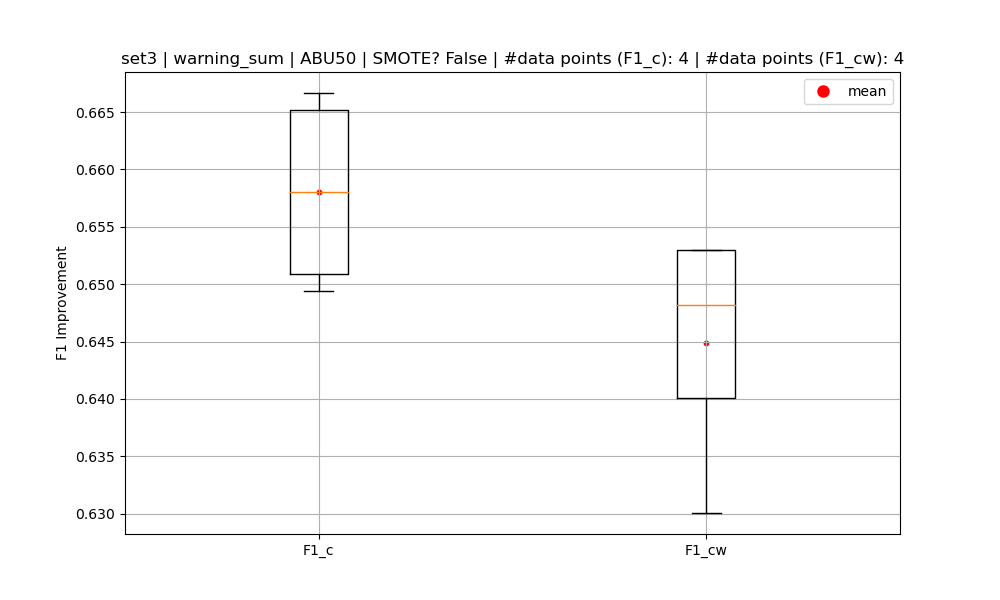 set3 | warning_sum | ABU50 | SMOTE? False | #data points (F1_c): 4 | #data points (F1_cw): 4
mean
F1 Improvement
0.665
0.660
0.655
0.650
0.645
0.640
0.635
0.630
F1_c
F1_cw